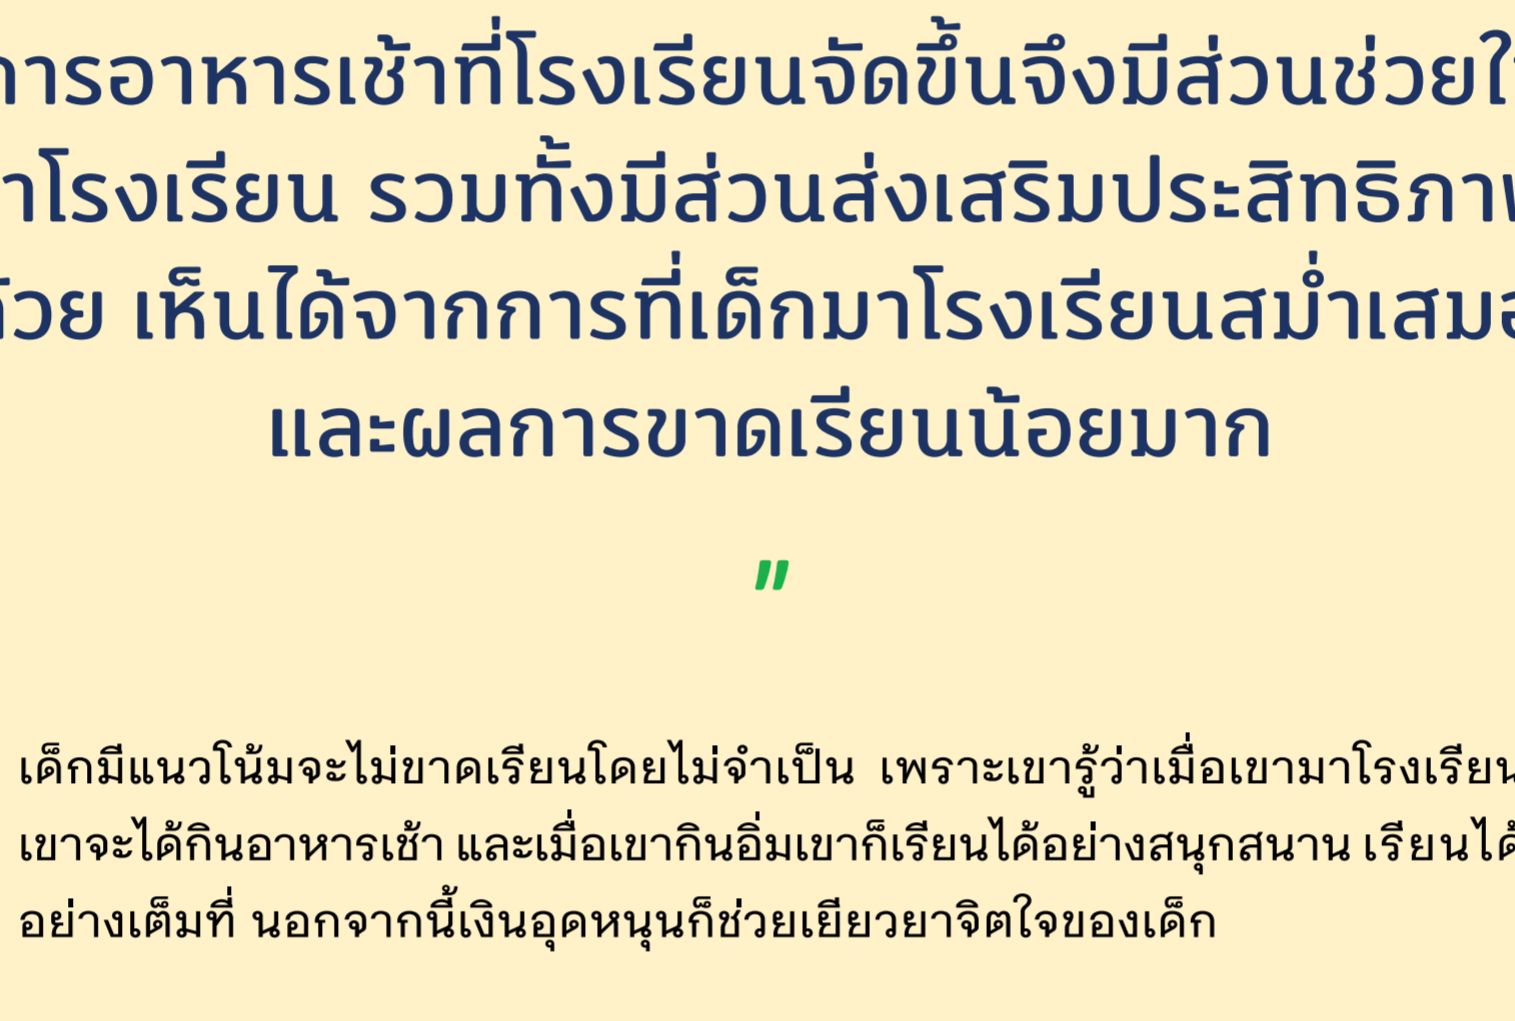 การอาหารเช้าที่โรงเรียนจัดขึ้นจึงมีส่วนช่วย
าโรงเรียน รวมทั้งมีส่วนส่งเสริมประสิทธิภา
ด้วย เห็นได้จากการที่เด็กมาโรงเรียนสม่ำเสมอ
และผลการขาดเรียนน้อยมาก
"
เด็กมีแนวโน้มจะไม่ขาดเรียนโดยไม่จำเป็น เพราะเขารู้ว่าเมื่อเขามาโรงเรียน
เขาจะได้กินอาหารเช้า และเมื่อเขากินอิ่มเขาก็เรียนได้อย่างสนุกสนาน เรียนได้
อย่างเต็มที่ นอกจากนี้เงินอุดหนุนก็ช่วยเยียวยาจิตใจของเด็ก